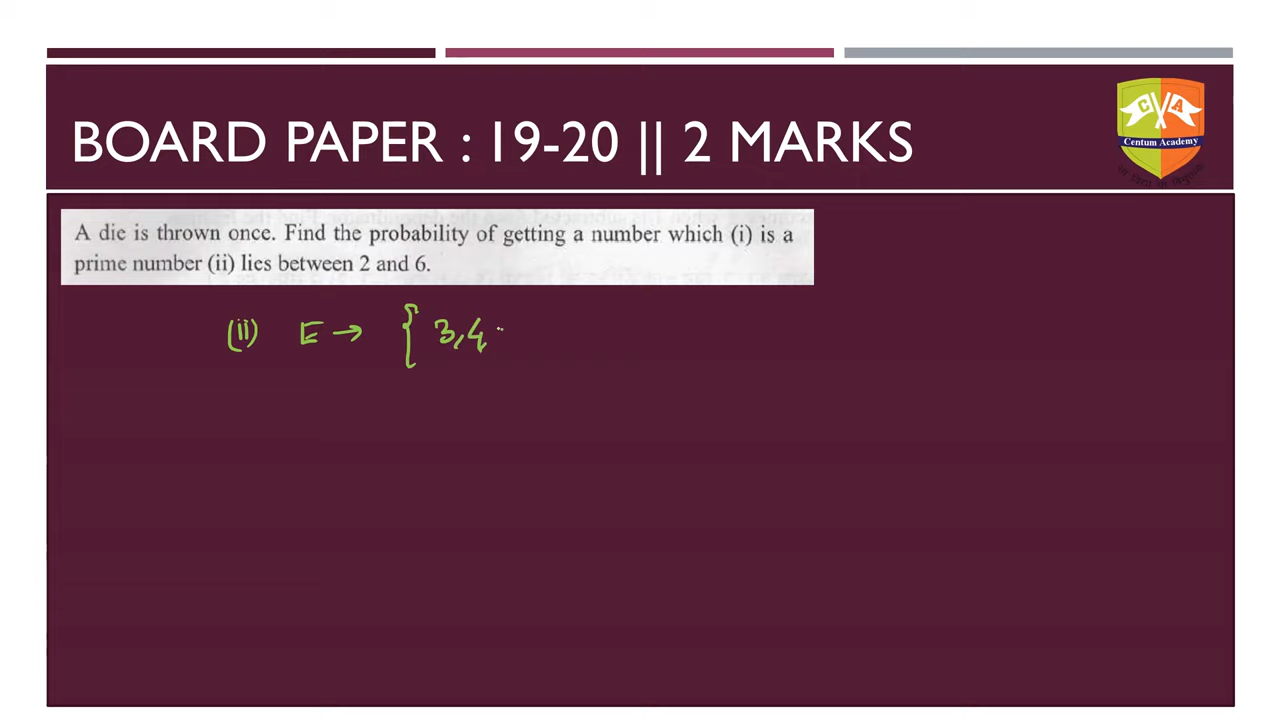 BOARD PAPER : 19-20 || 2 MARKS
C A
Centum Academy
A die is thrown once. Find the probability of getting a number which (i) is a
prime number (ii) lies between 2 and 6.
(ii) E → { 3,4